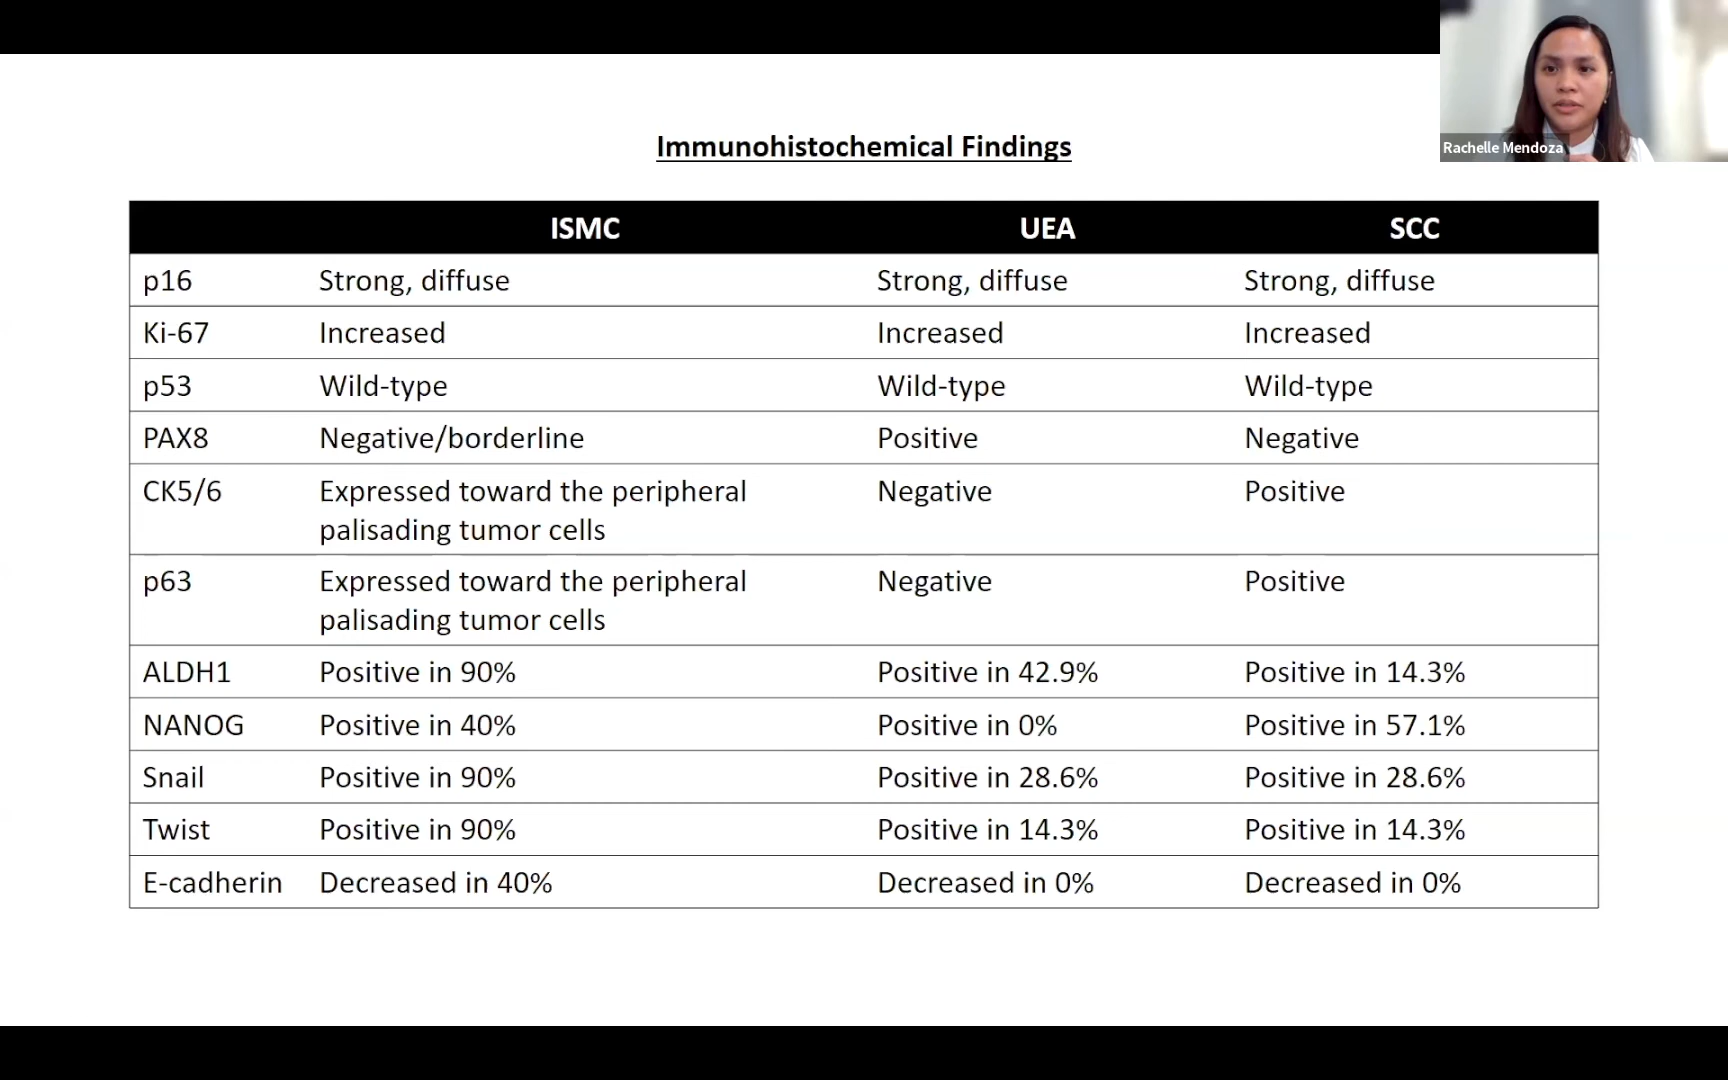 Rachelle Mendoza
Immunohistochemical Findings
ISMC UEA SCC
p16 Strong, diffuse Strong, diffuse Strong, diffuse
Ki-67 Increased Increased Increased
p53 Wild-type Wild-type Wild-type
PAX8 Negative/borderline Positive Negative
CK5/6 Expressed toward the peripheral Negative Positive
palisading tumor cells
p63 Expressed toward the peripheral Negative Positive
palisading tumor cells
ALDH1 Positive in 90% Positive in 42.9% Positive in 14.3%
NANOG Positive in 40% Positive in 0% Positive in 57.1%
Snail Positive in 90% Positive in 28.6% Positive in 28.6%
Twist Positive in 90% Positive in 14.3% Positive in 14.3%
E-cadherin Decreased in 40% Decreased in 0% Decreased in 0%